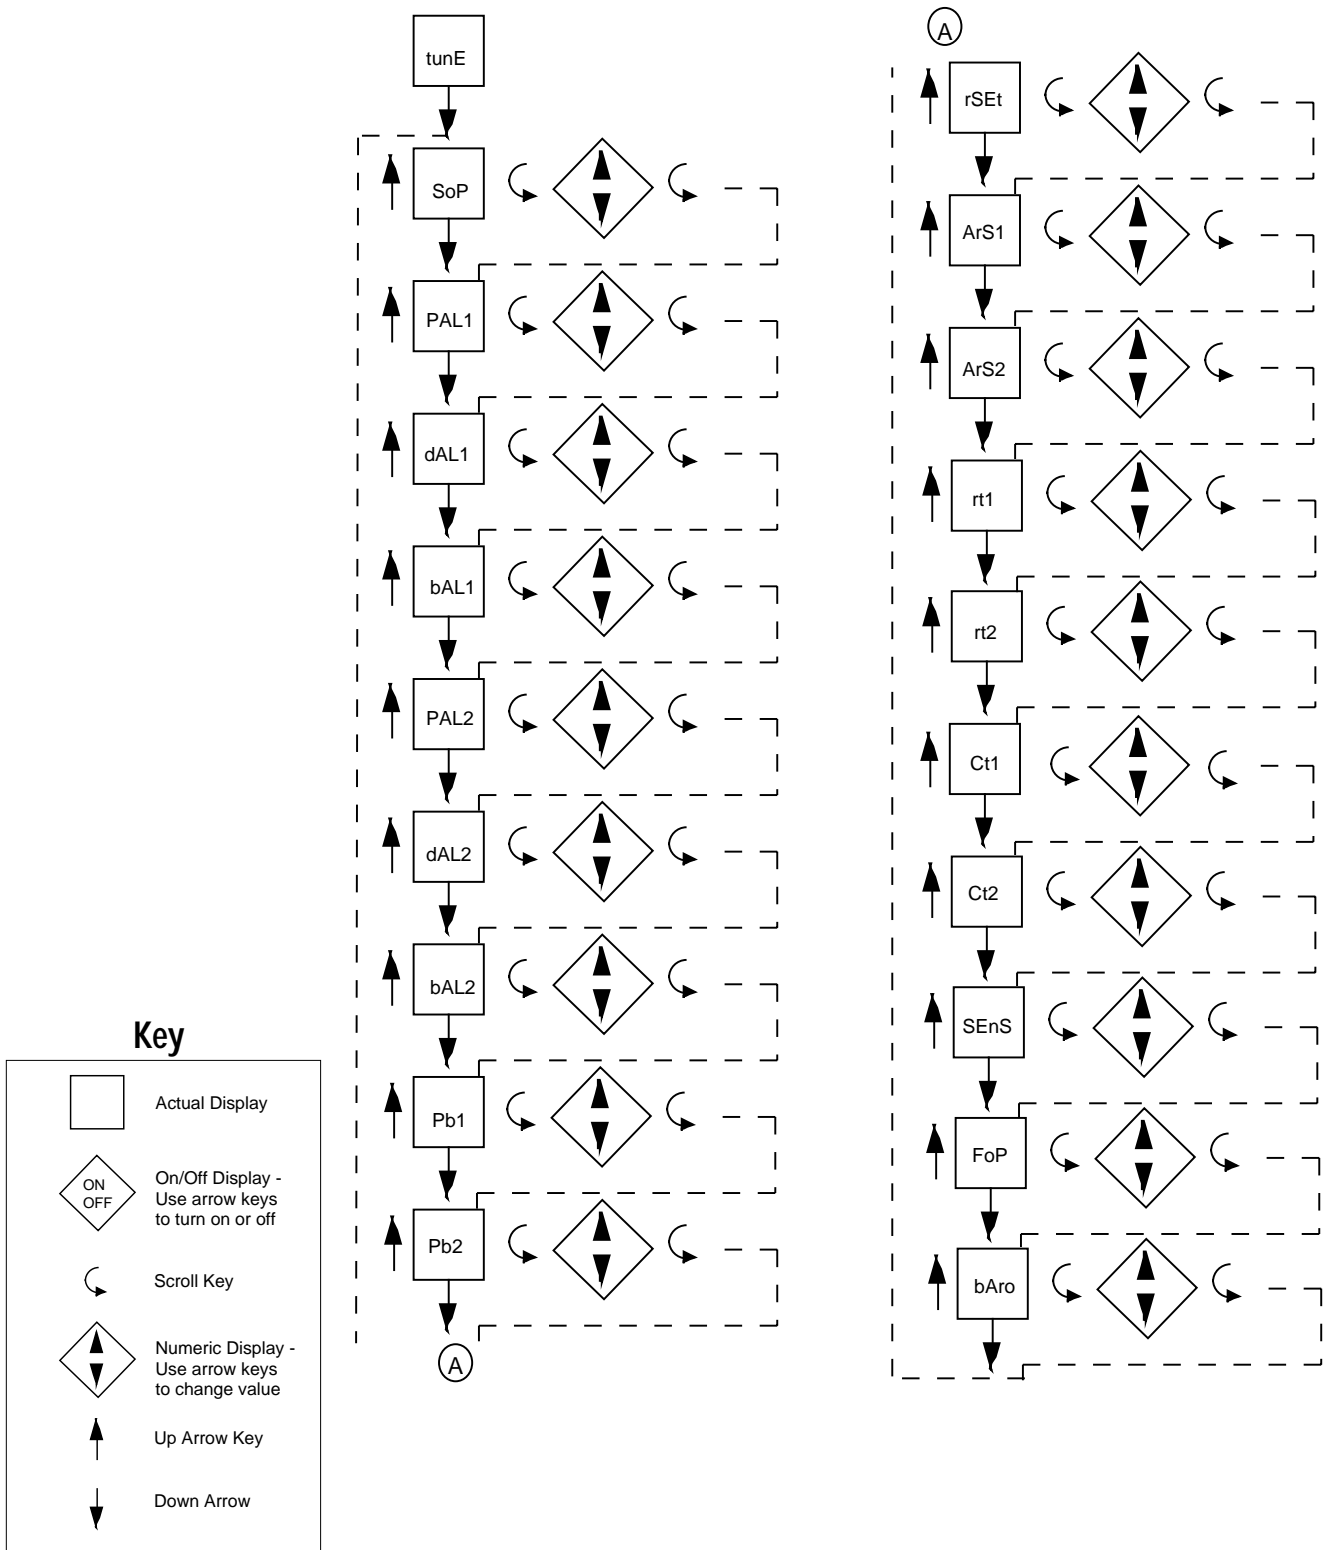 tunE
SoP
PAL1
dAL1
bAL1
PAL2
dAL2
bAL2
Pb1
Pb2
A
A
rSEt
ArS1
ArS2
rt1
rt2
Ct1
Ct2
SEnS
FoP
bAro
Key
Actual Display
ON
OFF
On/Off Display -
Use arrow keys
to turn on or off
Scroll Key
Numeric Display -
Use arrow keys
to change value
Up Arrow Key
Down Arrow